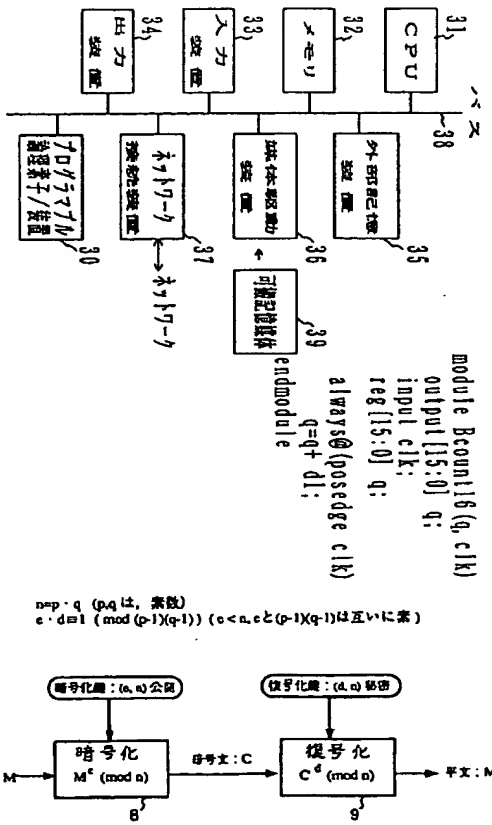 31
CPU
32
メモリ
33
入力
装置
34
出力
装置
バス
38
外部記憶
装置
35
媒体駆動
装置
36
ネットワーク
接続装置
37
ネットワーク
プログラマブル
論理素子/装置
30
可搬記憶媒体
39
module Bcount16(q, clk)
output[15:0] q;
input clk;
reg[15:0] q;
always@(posedge clk)
q=q+ d1;
endmodule
n=p・q (p,q は、素数)
e・d≡1 (mod (p-1)(q-1)) (e<n, eと(p-1)(q-1)は互いに素)
暗号化鍵:(e, n) 公開
復号化鍵:(d, n) 秘密
M
暗号化
M^e (mod n)
8
暗号文:C
復号化
C^d (mod n)
9
平文:M